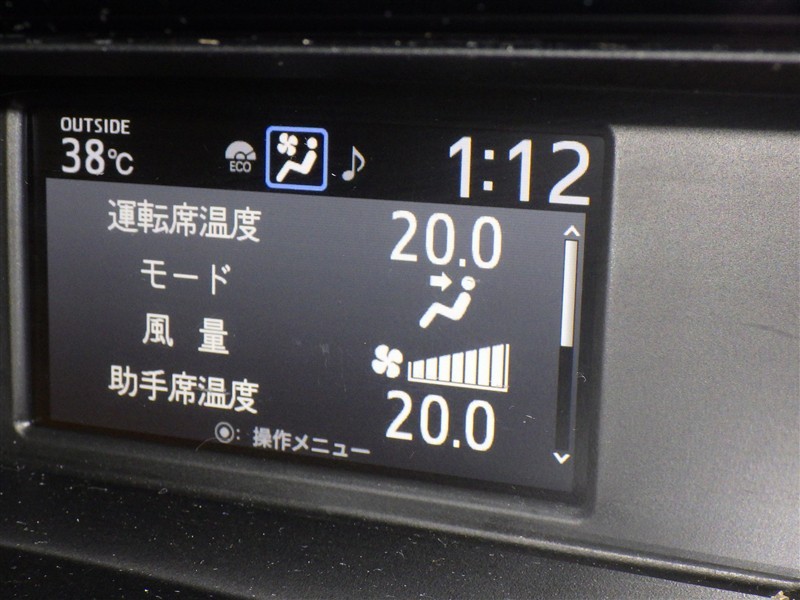 OUTSIDE
38℃
ECO
1:12
運転席温度 20.0
モード
風量
助手席温度 20.0
: 操作メニュー